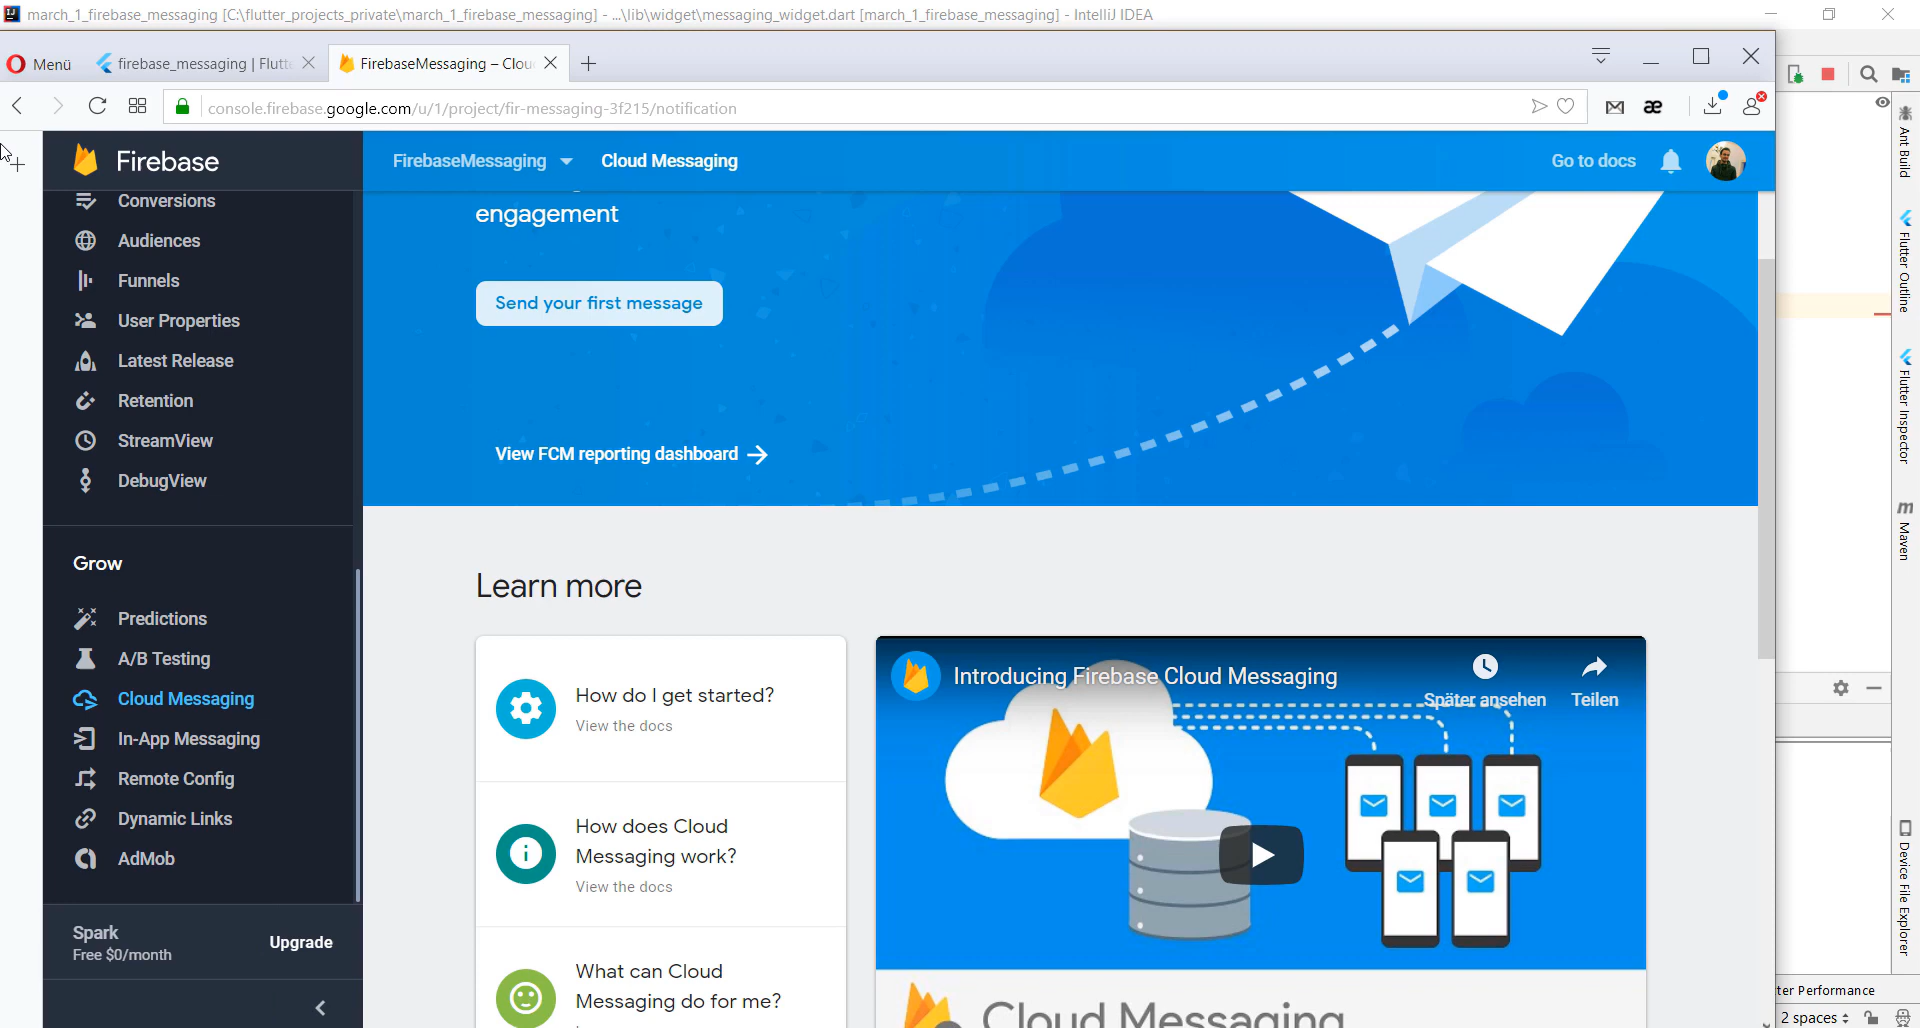 march_1_firebase_messaging [C:\flutter_projects_private\march_1_firebase_messaging] - ...\lib\widget\messaging_widget.dart [march_1_firebase_messaging] - IntelliJ IDEA
Menü
firebase_messaging | Flutt
FirebaseMessaging – Clou
console.firebase.google.com/u/1/project/fir-messaging-3f215/notification
Firebase
FirebaseMessaging
Cloud Messaging
Go to docs
Conversions
Audiences
Funnels
User Properties
Latest Release
Retention
StreamView
DebugView
Grow
Predictions
A/B Testing
Cloud Messaging
In-App Messaging
Remote Config
Dynamic Links
AdMob
Spark
Free $0/month
Upgrade
engagement
Send your first message
View FCM reporting dashboard
Learn more
How do I get started?
View the docs
How does Cloud
Messaging work?
View the docs
What can Cloud
Messaging do for me?
Introducing Firebase Cloud Messaging
Später ansehen
Teilen
Cloud Messaging
Ant Build
Flutter Outline
Flutter Inspector
m Maven
Device File Explorer
ter Performance
2 spaces